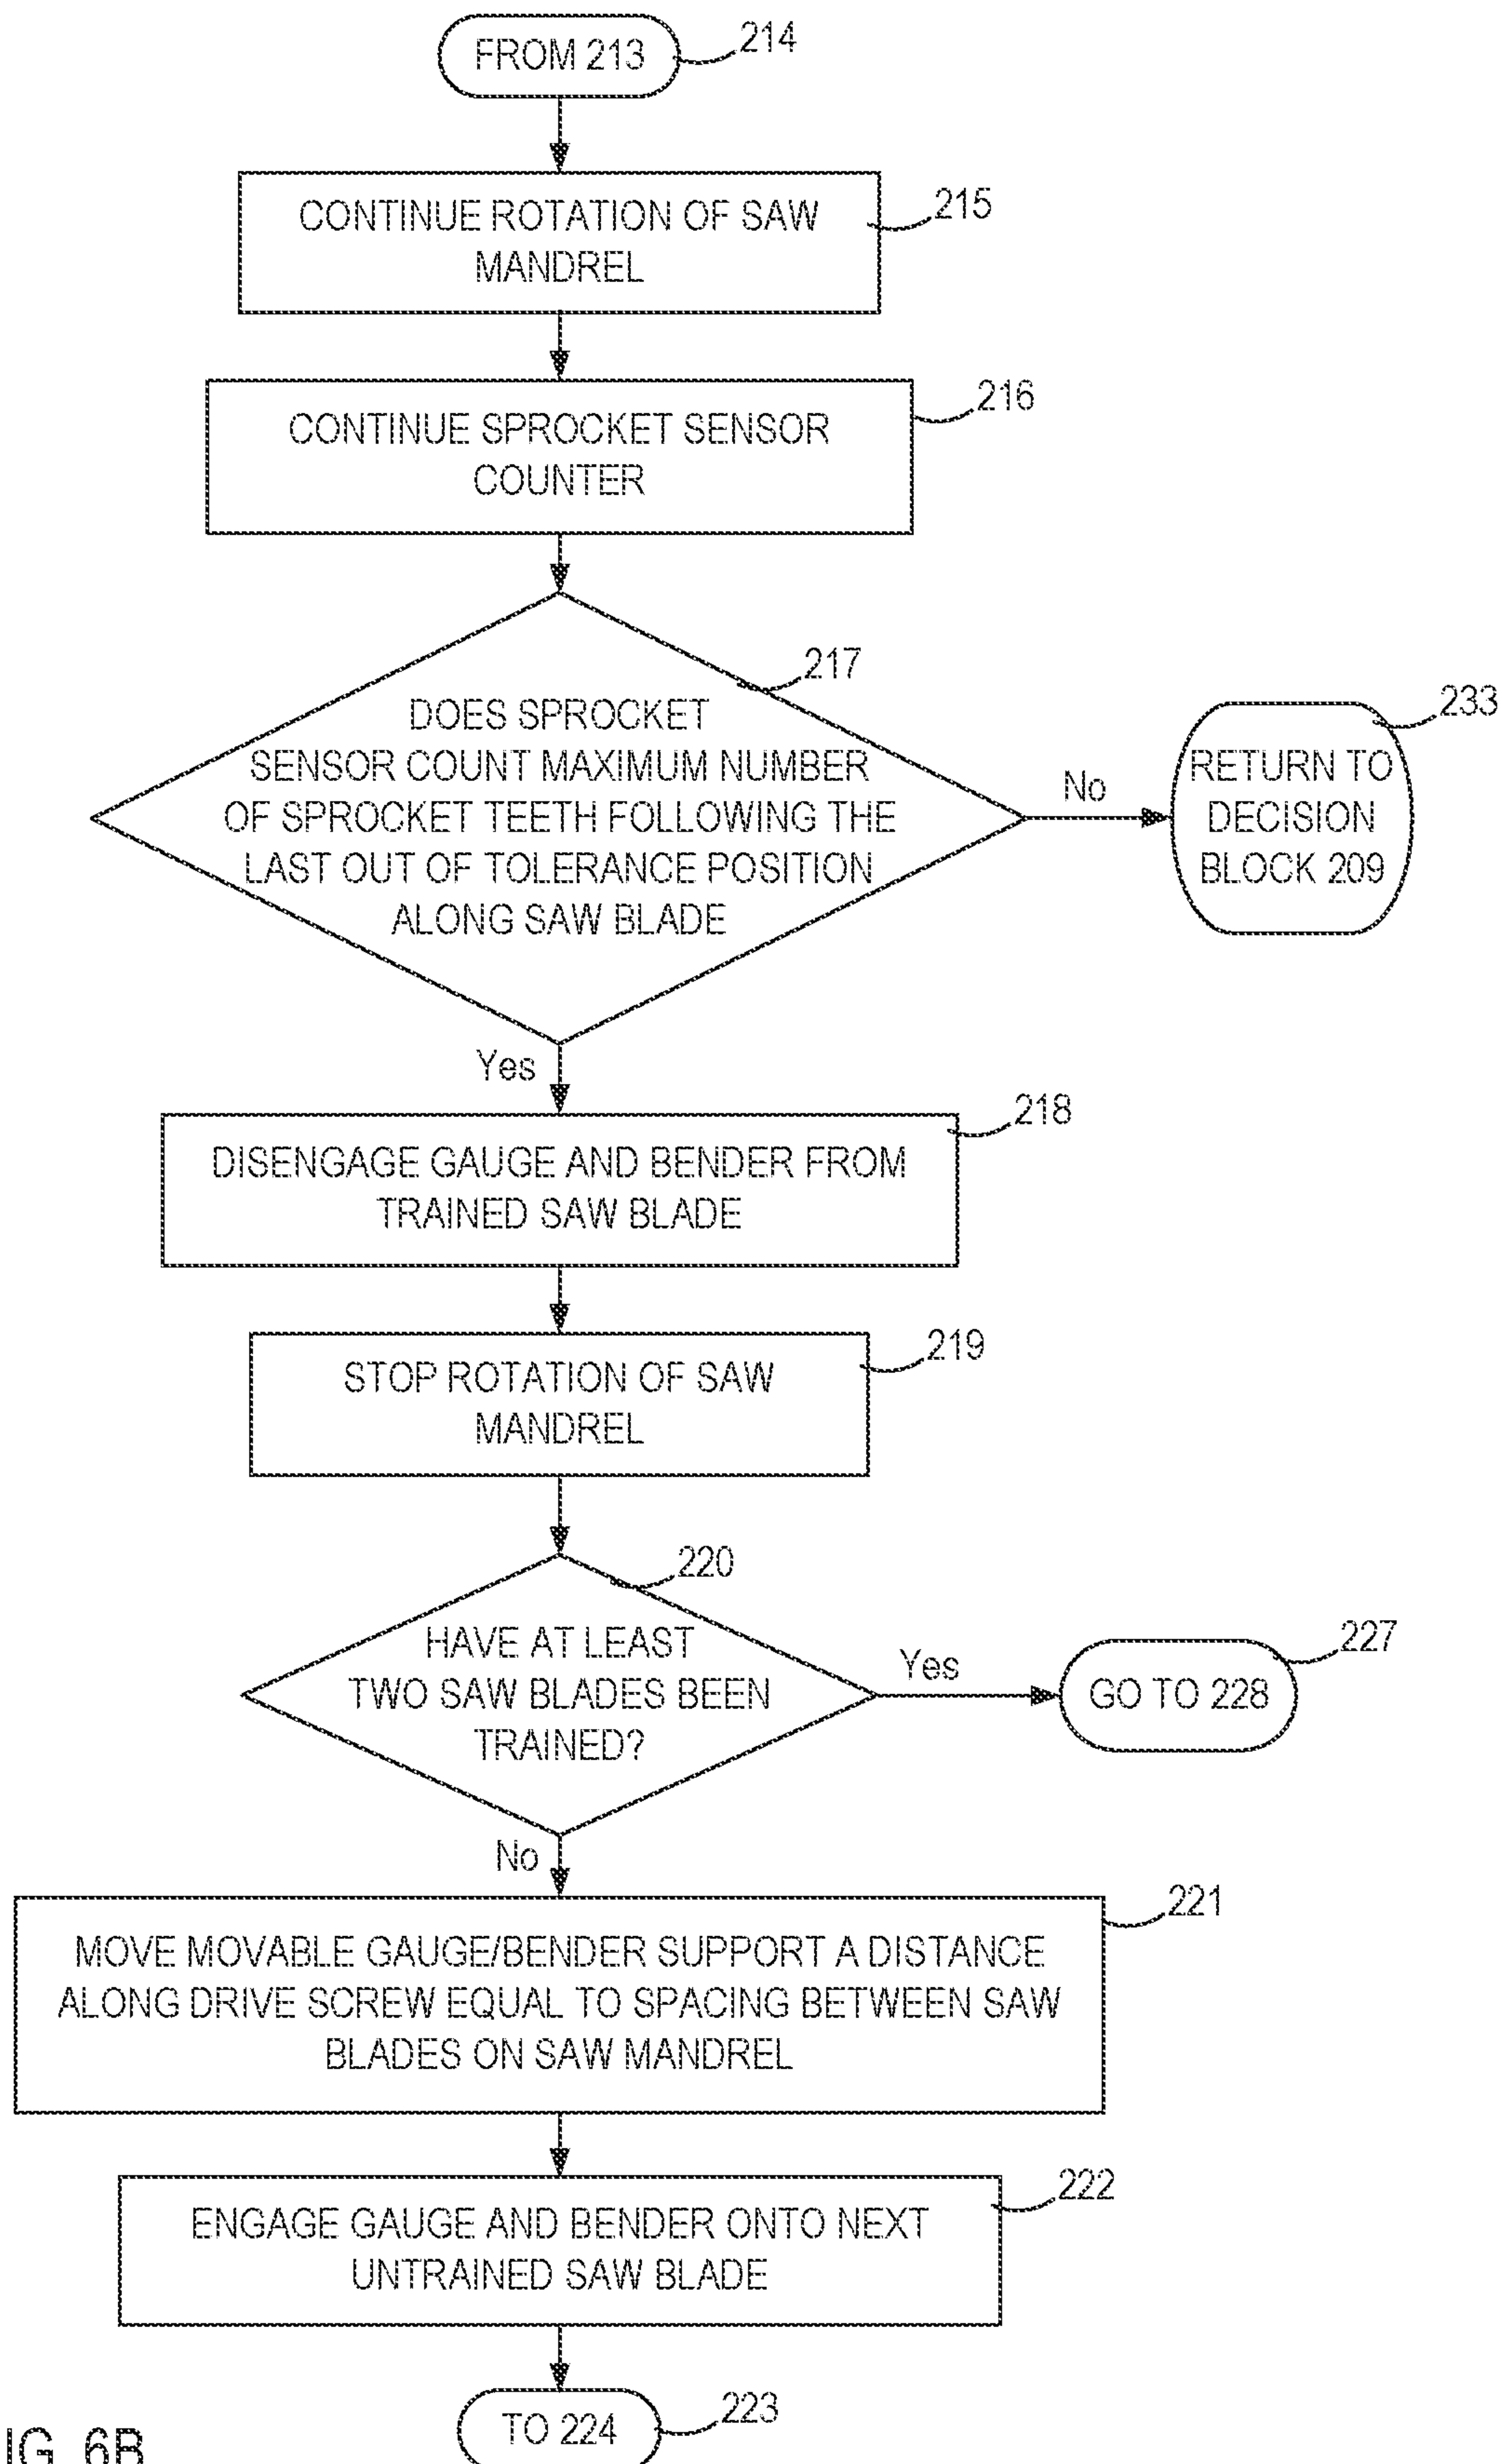 FROM 213
214
CONTINUE ROTATION OF SAW
MANDREL
215
CONTINUE SPROCKET SENSOR
COUNTER
216
217
DOES SPROCKET
SENSOR COUNT MAXIMUM NUMBER
OF SPROCKET TEETH FOLLOWING THE
LAST OUT OF TOLERANCE POSITION
ALONG SAW BLADE
No
233
RETURN TO
DECISION
BLOCK 209
Yes
218
DISENGAGE GAUGE AND BENDER FROM
TRAINED SAW BLADE
219
STOP ROTATION OF SAW
MANDREL
220
HAVE AT LEAST
TWO SAW BLADES BEEN
TRAINED?
Yes
227
GO TO 228
No
221
MOVE MOVABLE GAUGE/BENDER SUPPORT A DISTANCE
ALONG DRIVE SCREW EQUAL TO SPACING BETWEEN SAW
BLADES ON SAW MANDREL
222
ENGAGE GAUGE AND BENDER ONTO NEXT
UNTRAINED SAW BLADE
TO 224
223
IG. 6B